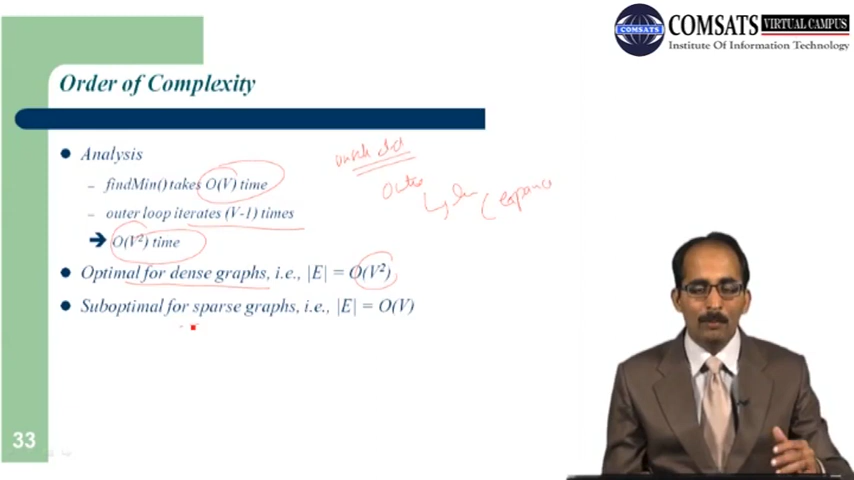 COMSATS VIRTUAL CAMPUS
COMSATS
Institute Of Information Technology
Order of Complexity
Analysis
– findMin() takes O(V) time
– outer loop iterates (V-1) times
O(V²) time
Optimal for dense graphs, i.e., |E| = O(V²)
Suboptimal for sparse graphs, i.e., |E| = O(V)
33